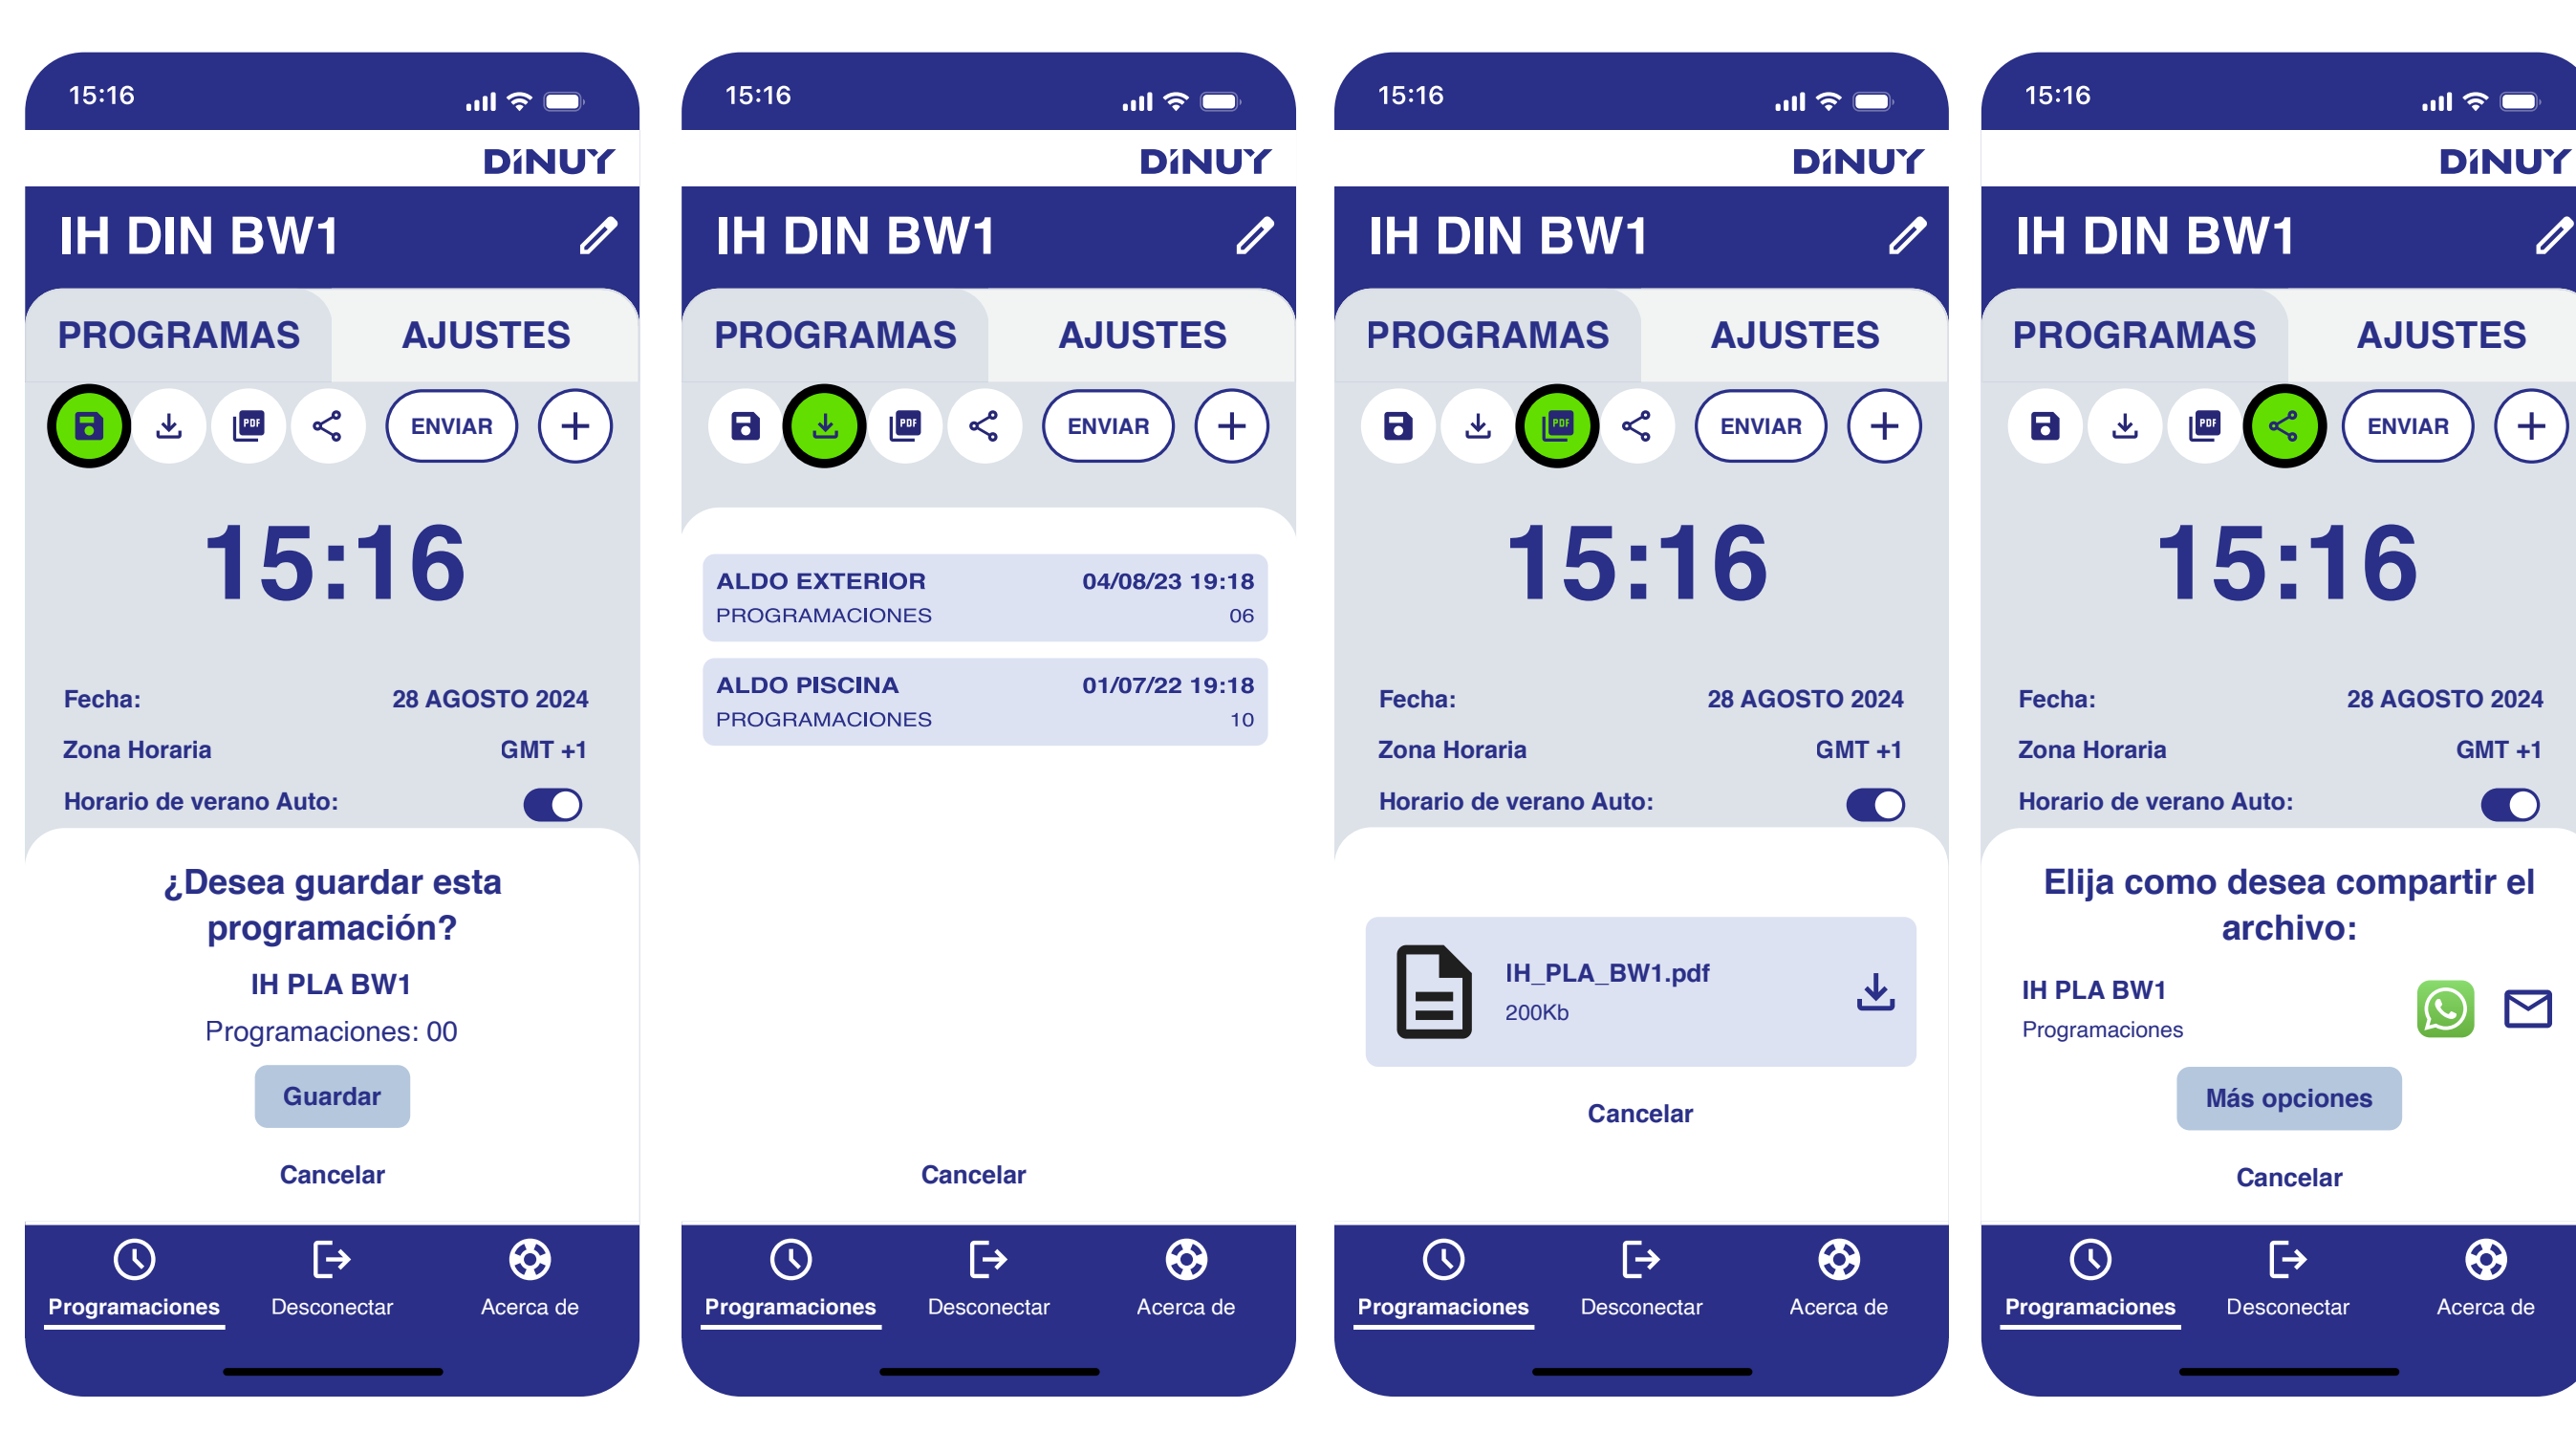 15:16
DINUY
IH DIN BW1
PROGRAMAS AJUSTES
PDF ENVIAR
15:16
Fecha: 28 AGOSTO 2024
Zona Horaria GMT +1
Horario de verano Auto:
¿Desea guardar esta
programación?
IH PLA BW1
Programaciones: 00
Guardar
Cancelar
Programaciones Desconectar Acerca de
15:16
DINUY
IH DIN BW1
PROGRAMAS AJUSTES
PDF ENVIAR
ALDO EXTERIOR 04/08/23 19:18
PROGRAMACIONES 06
ALDO PISCINA 01/07/22 19:18
PROGRAMACIONES 10
Cancelar
Programaciones Desconectar Acerca de
15:16
DINUY
IH DIN BW1
PROGRAMAS AJUSTES
PDF ENVIAR
15:16
Fecha: 28 AGOSTO 2024
Zona Horaria GMT +1
Horario de verano Auto:
IH_PLA_BW1.pdf
200Kb
Cancelar
Programaciones Desconectar Acerca de
15:16
DINUY
IH DIN BW1
PROGRAMAS AJUSTES
PDF ENVIAR
15:16
Fecha: 28 AGOSTO 2024
Zona Horaria GMT +1
Horario de verano Auto:
Elija como desea compartir el
archivo:
IH PLA BW1
Programaciones
Más opciones
Cancelar
Programaciones Desconectar Acerca de